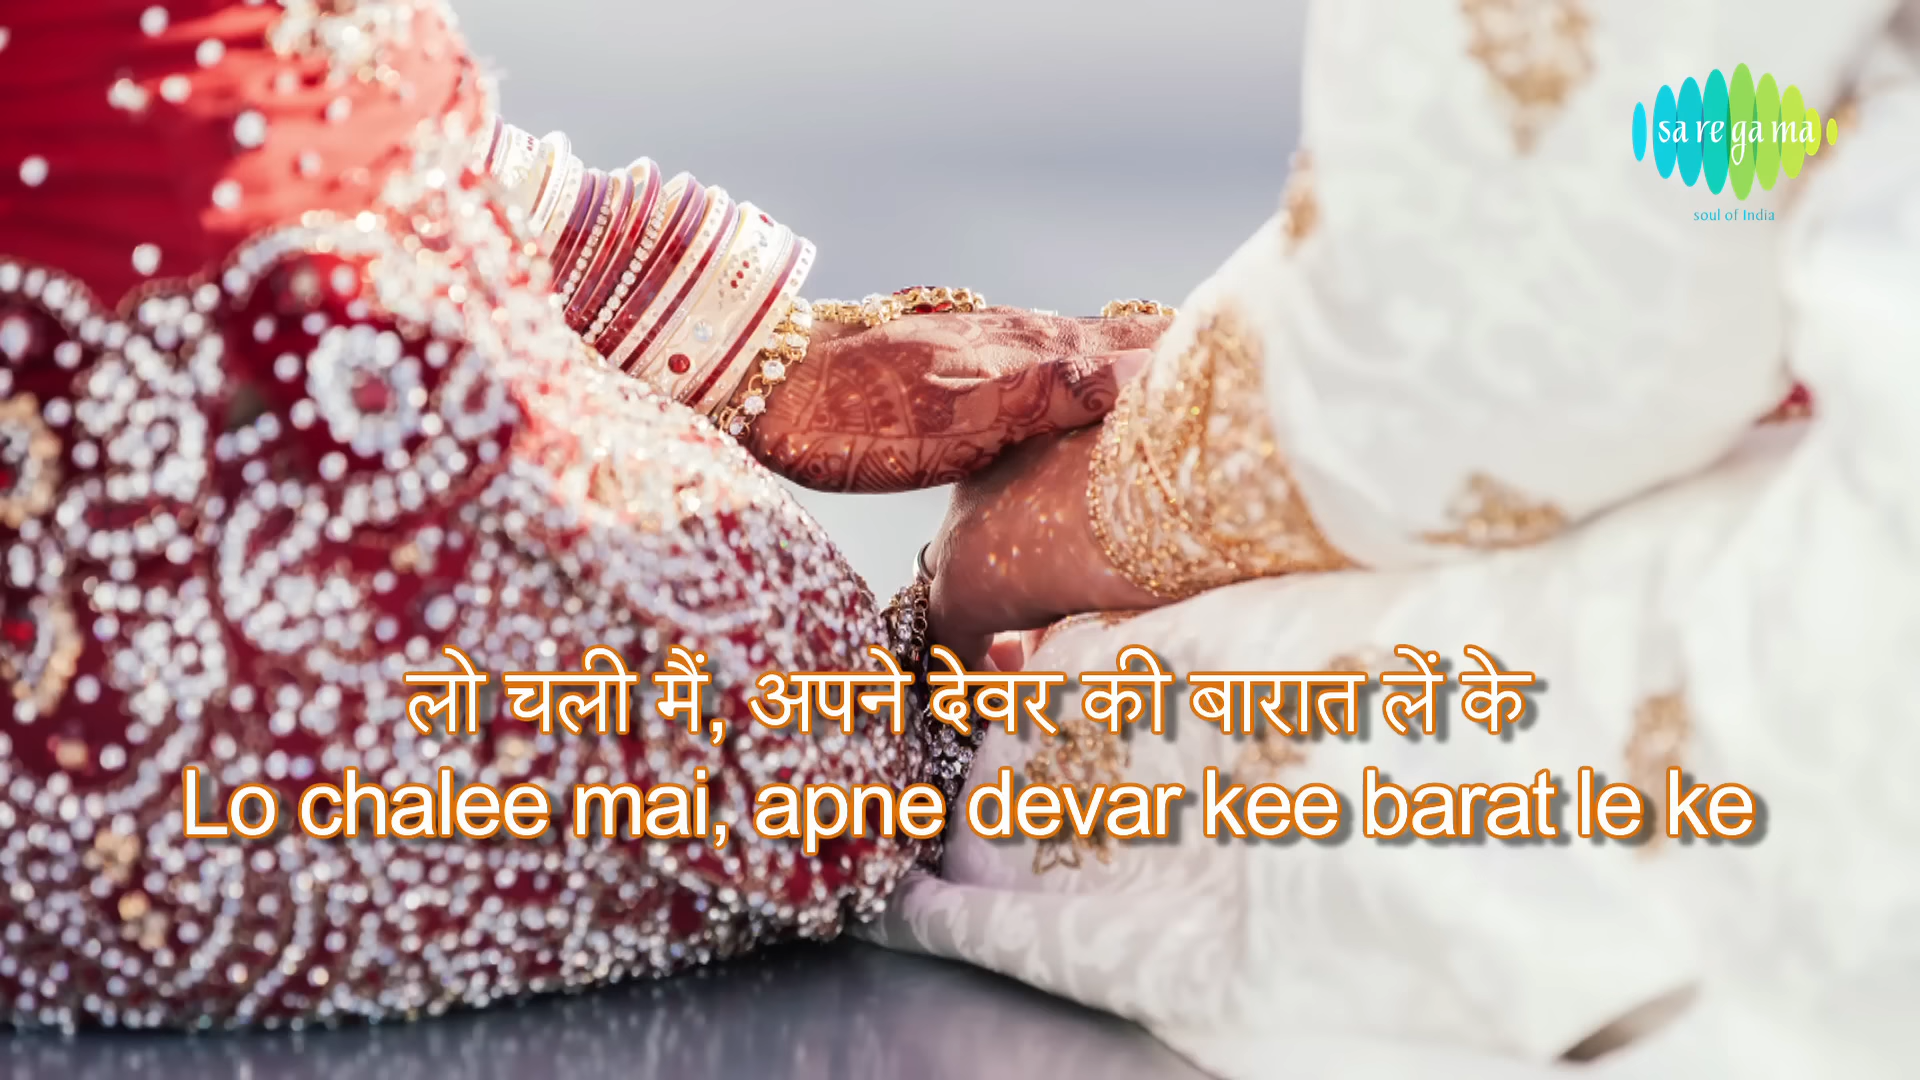 sa re ga ma
soul of India
लो चली मैं, अपने देवर की बारात लें के
Lo chalee mai, apne devar kee barat le ke